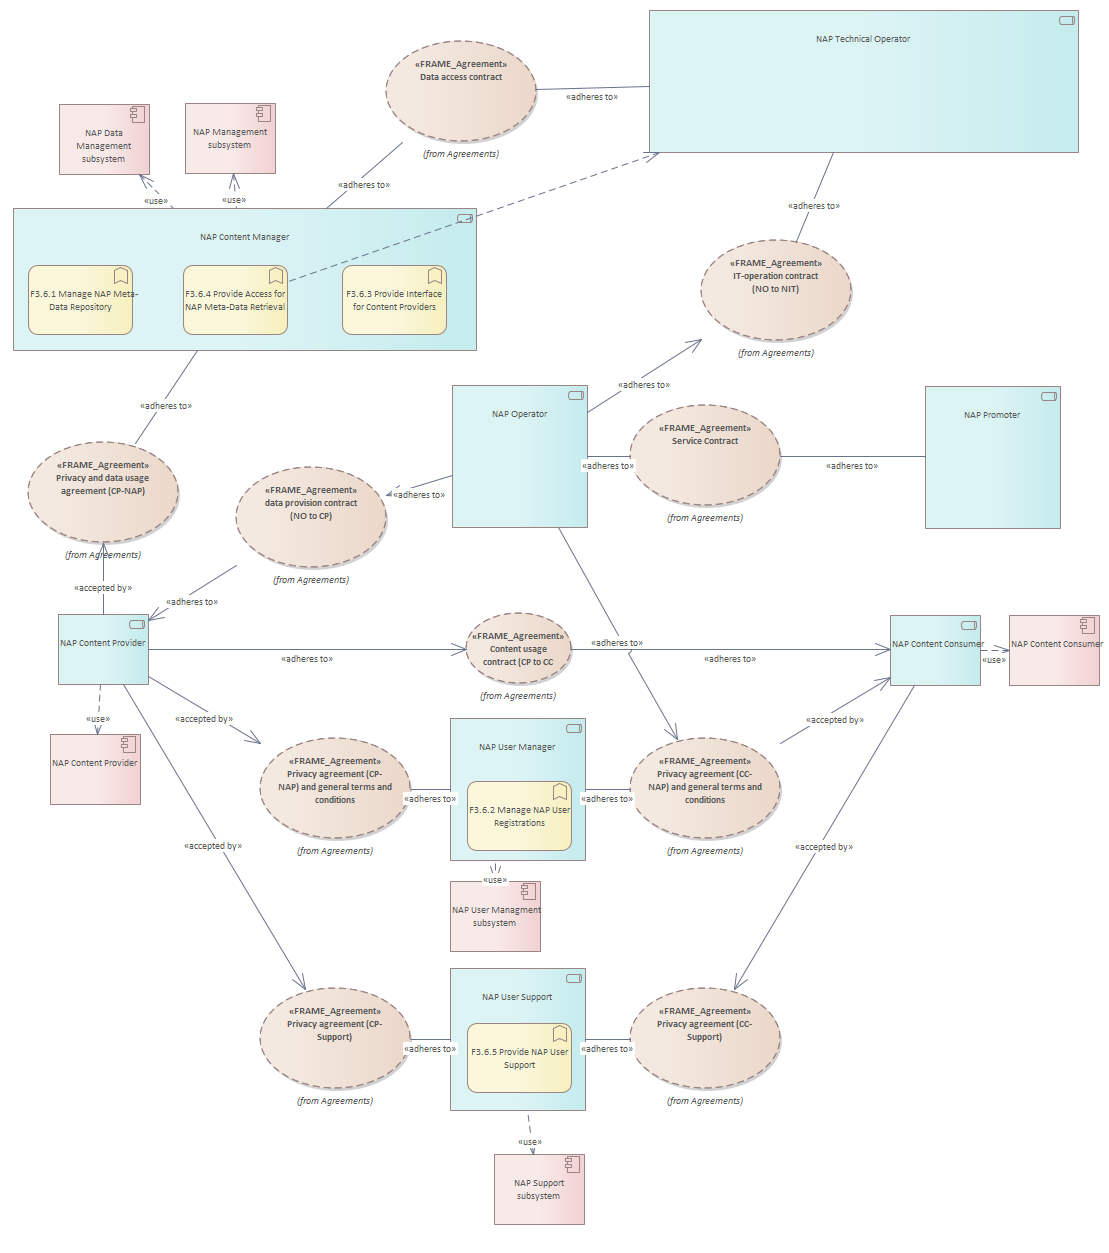 NAP Technical Operator
«FRAME_Agreement»
Data access contract
«adheres to»
(from Agreements)
NAP Data
Management
subsystem
NAP Management
subsystem
«adheres to»
«use»
«use»
«adheres to»
NAP Content Manager
F3.6.1 Manage NAP Meta-
Data Repository
F3.6.4 Provide Access for
NAP Meta-Data Retrieval
F3.6.3 Provide Interface
for Content Providers
«FRAME_Agreement»
IT-operation contract
(NO to NIT)
(from Agreements)
«adheres to»
«adheres to»
NAP Operator
«FRAME_Agreement»
Service Contract
«adheres to»
«adheres to»
(from Agreements)
NAP Promoter
«FRAME_Agreement»
Privacy and data usage
agreement (CP-NAP)
(from Agreements)
«FRAME_Agreement»
data provision contract
(NO to CP)
«adheres to»
(from Agreements)
«accepted by»
«adheres to»
NAP Content Provider
«adheres to»
«FRAME_Agreement»
Content usage
contract (CP to CC
(from Agreements)
«adheres to»
«adheres to»
NAP Content Consumer
«use»
NAP Content Consumer
«use»
«accepted by»
«accepted by»
NAP Content Provider
«FRAME_Agreement»
Privacy agreement (CP-
NAP) and general terms and
conditions
(from Agreements)
«adheres to»
NAP User Manager
F3.6.2 Manage NAP User
Registrations
«adheres to»
«FRAME_Agreement»
Privacy agreement (CC-
NAP) and general terms and
conditions
(from Agreements)
«accepted by»
«accepted by»
«use»
NAP User Managment
subsystem
«FRAME_Agreement»
Privacy agreement (CP-
Support)
(from Agreements)
«adheres to»
NAP User Support
F3.6.5 Provide NAP User
Support
«adheres to»
«FRAME_Agreement»
Privacy agreement (CC-
Support)
(from Agreements)
«use»
NAP Support
subsystem